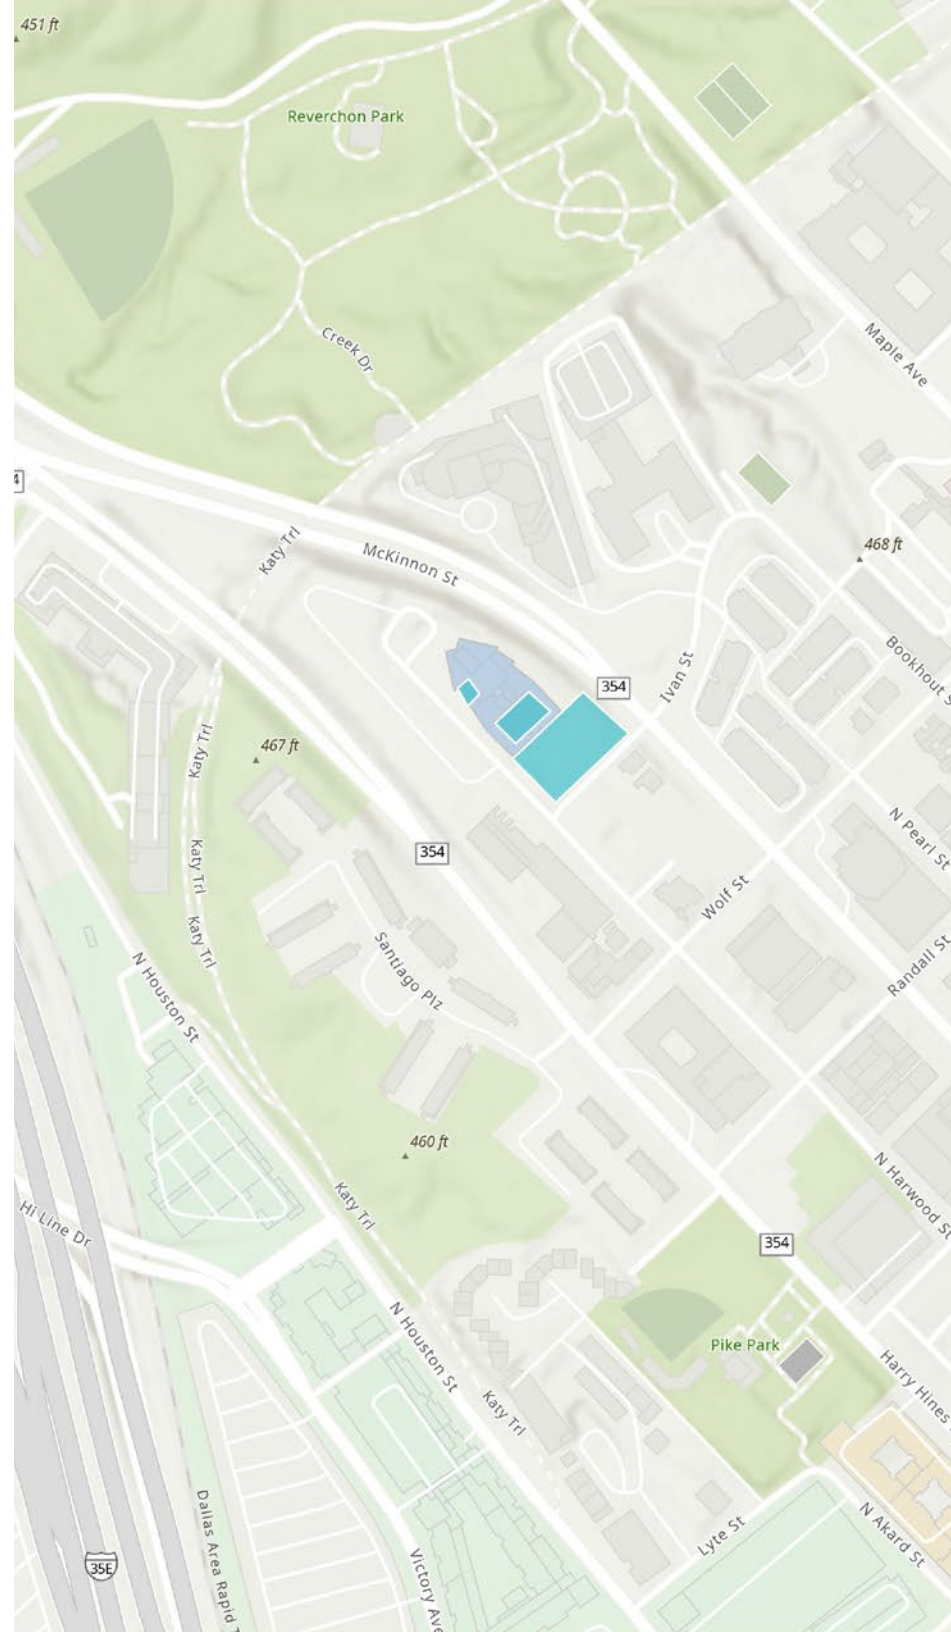 451 ft
Reverchon Park
Maple Ave
Creek Dr
4
Katy Trl
McKinnon St
468 ft
Bookhout S
Ivan St
354
Katy Trl
467 ft
N Pearl St
354
Katy Trl
Wolf St
Katy Trl
Santiago Plz
Randall St
N Houston St
460 ft
N Harwood St
Katy Trl
Hi Line Dr
354
N Houston St
Pike Park
Harry Hines
Katy Trl
Dallas Area Rapid T
N Akard St
Lyte St
35E
Victory Ave